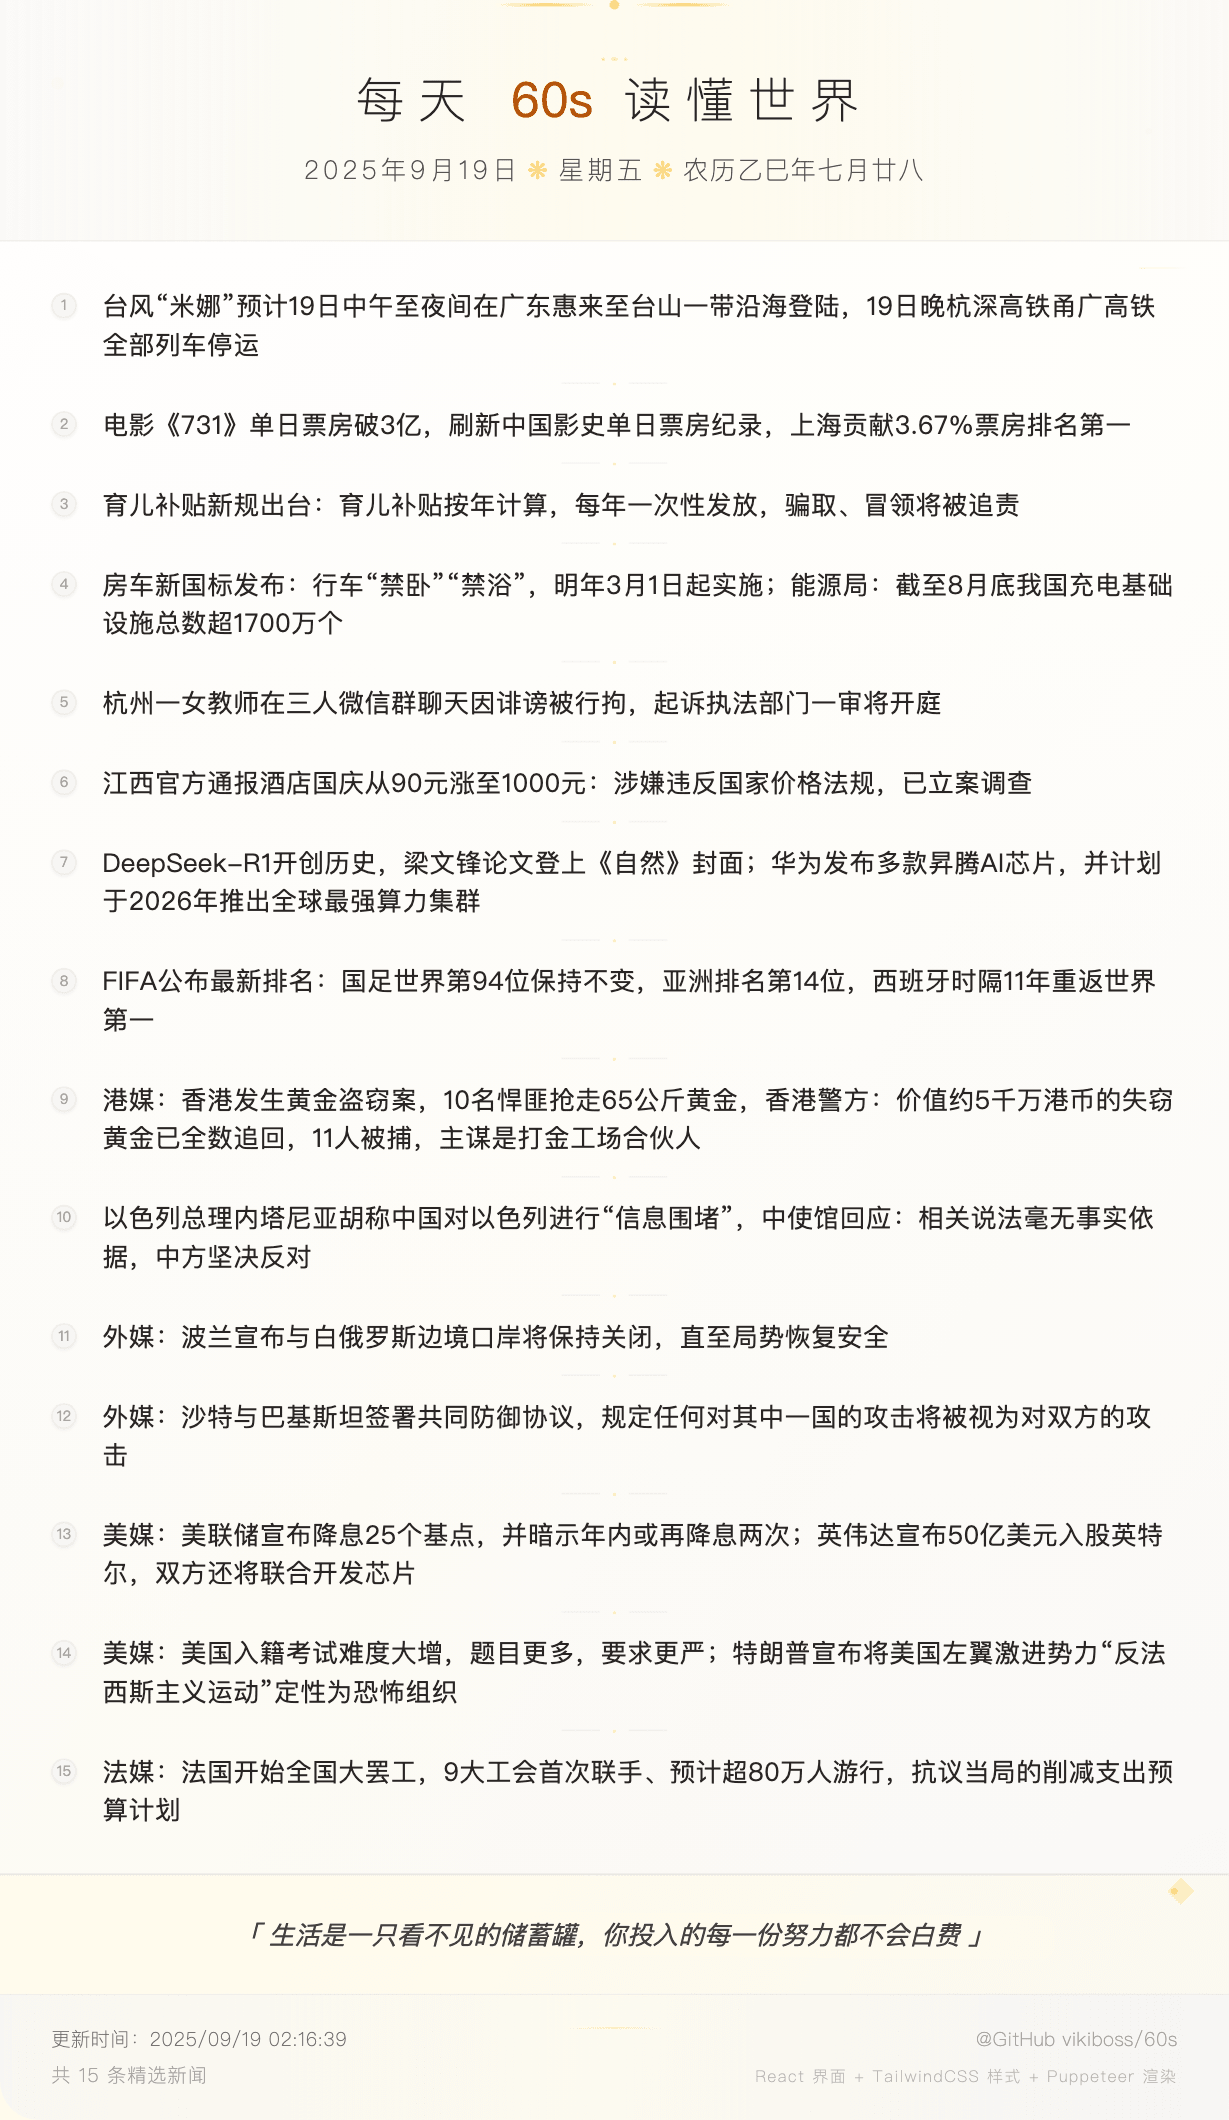 每天 60s 读懂世界
2025年9月19日 ❋ 星期五 ❋ 农历乙巳年七月廿八
1 台风“米娜”预计19日中午至夜间在广东惠来至台山一带沿海登陆，19日晚杭深高铁甬广高铁
全部列车停运
2 电影《731》单日票房破3亿，刷新中国影史单日票房纪录，上海贡献3.67%票房排名第一
3 育儿补贴新规出台：育儿补贴按年计算，每年一次性发放，骗取、冒领将被追责
4 房车新国标发布：行车“禁卧”“禁浴”，明年3月1日起实施；能源局：截至8月底我国充电基础
设施总数超1700万个
5 杭州一女教师在三人微信群聊天因诽谤被行拘，起诉执法部门一审将开庭
6 江西官方通报酒店国庆从90元涨至1000元：涉嫌违反国家价格法规，已立案调查
7 DeepSeek-R1开创历史，梁文锋论文登上《自然》封面；华为发布多款昇腾AI芯片，并计划
于2026年推出全球最强算力集群
8 FIFA公布最新排名：国足世界第94位保持不变，亚洲排名第14位，西班牙时隔11年重返世界
第一
9 港媒：香港发生黄金盗窃案，10名悍匪抢走65公斤黄金，香港警方：价值约5千万港币的失窃
黄金已全数追回，11人被捕，主谋是打金工场合伙人
10 以色列总理内塔尼亚胡称中国对以色列进行“信息围堵”，中使馆回应：相关说法毫无事实依
据，中方坚决反对
11 外媒：波兰宣布与白俄罗斯边境口岸将保持关闭，直至局势恢复安全
12 外媒：沙特与巴基斯坦签署共同防御协议，规定任何对其中一国的攻击将被视为对双方的攻
击
13 美媒：美联储宣布降息25个基点，并暗示年内或再降息两次；英伟达宣布50亿美元入股英特
尔，双方还将联合开发芯片
14 美媒：美国入籍考试难度大增，题目更多，要求更严；特朗普宣布将美国左翼激进势力“反法
西斯主义运动”定性为恐怖组织
15 法媒：法国开始全国大罢工，9大工会首次联手、预计超80万人游行，抗议当局的削减支出预
算计划
「 生活是一只看不见的储蓄罐，你投入的每一份努力都不会白费 」
更新时间：2025/09/19 02:16:39
@GitHub vikiboss/60s
共 15 条精选新闻
React 界面 + TailwindCSS 样式 + Puppeteer 渲染